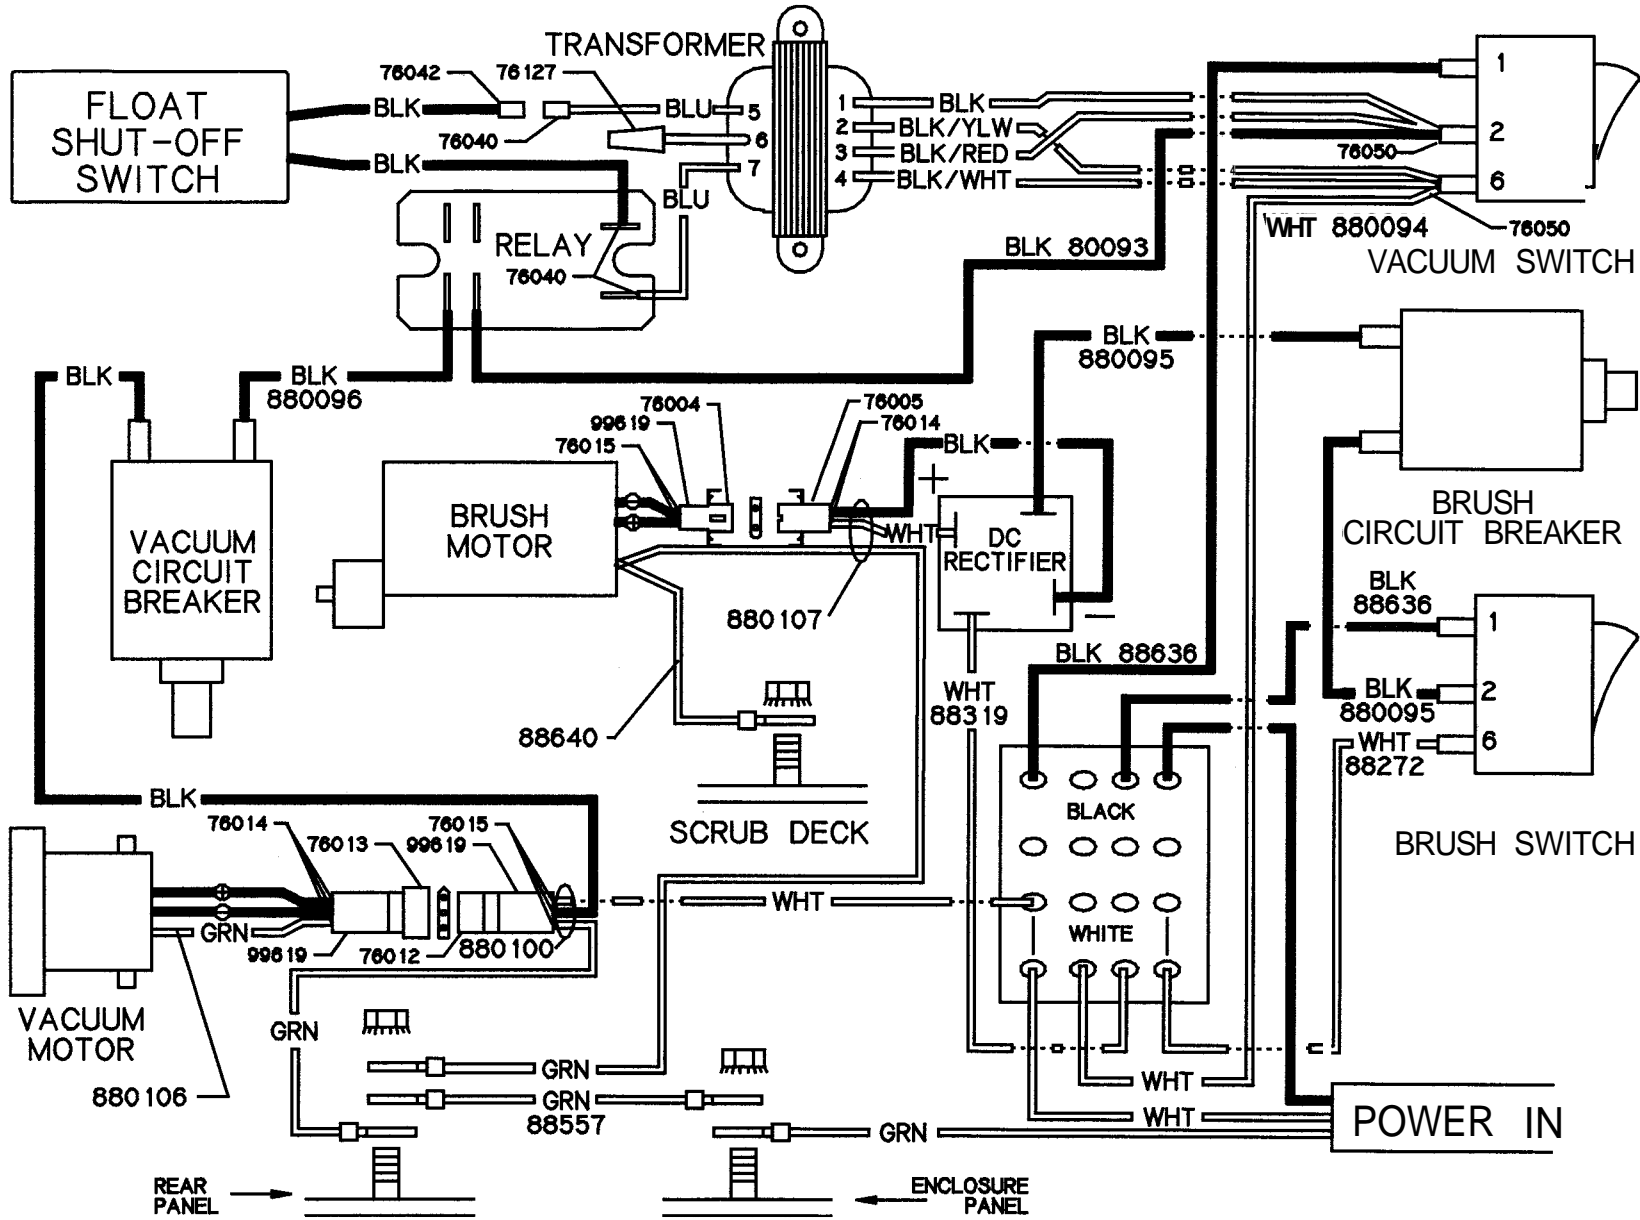 TRANSFORMER
FLOAT
SHUT-OFF
SWITCH
76042
76127
BLK
BLU
5
76040
6
BLK
7
BLU
1
BLK
2
BLK/YLW
3
BLK/RED
4
BLK/WHT
1
2
76050
6
WHT 880094
76050
VACUUM SWITCH
RELAY
76040
BLK 80093
BLK
880095
BLK
BLK
880096
76004
99619
76015
76005
76014
BLK
+
VACUUM
CIRCUIT
BREAKER
BRUSH
MOTOR
WHT
DC
RECTIFIER
–
880107
BRUSH
CIRCUIT BREAKER
BLK
88636
1
BLK
880095
2
WHT
88272
6
BRUSH SWITCH
BLK 88636
WHT
88319
88640
SCRUB DECK
BLACK
WHITE
BLK
76014
76013
76015
99619
WHT
GRN
99619
76012
880100
VACUUM
MOTOR
880106
GRN
GRN
GRN
88557
GRN
WHT
WHT
POWER IN
REAR
PANEL
ENCLOSURE
PANEL